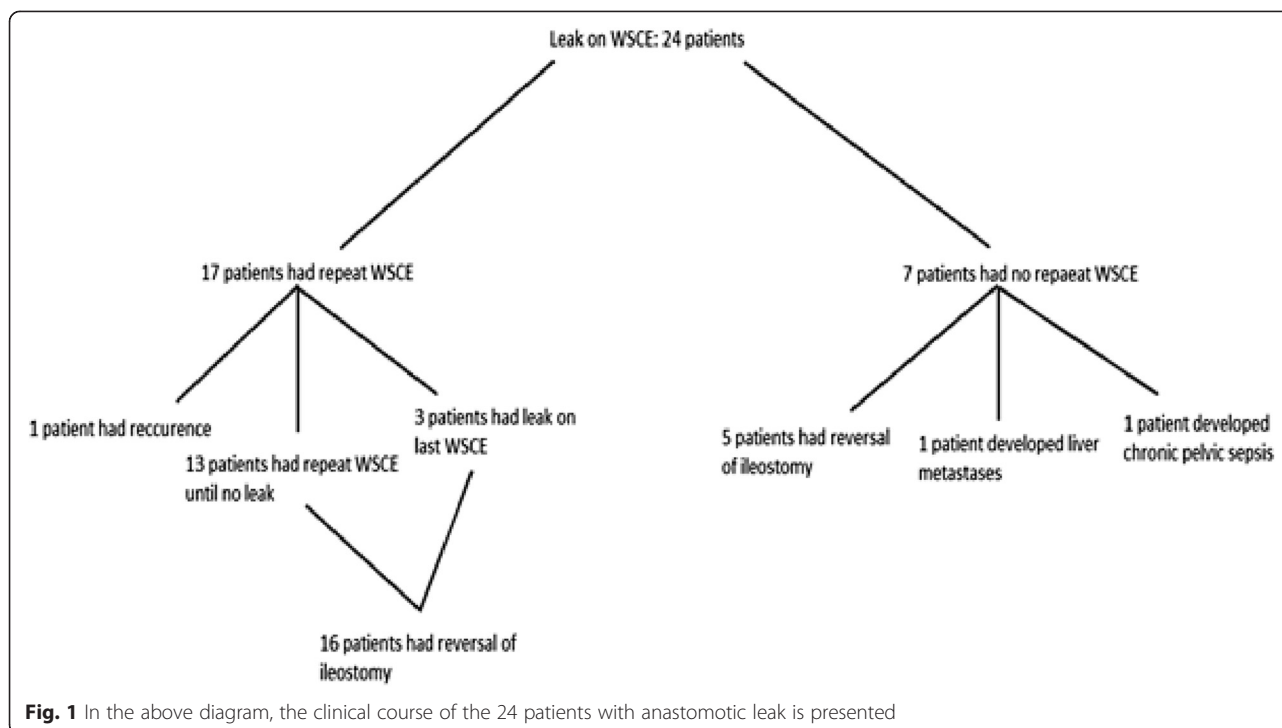 Leak on WSCE: 24 patients
17 patients had repeat WSCE
7 patients had no repaeat WSCE
1 patient had reccurence
13 patients had repeat WSCE
until no leak
3 patients had leak on
last WSCE
16 patients had reversal of
ileostomy
5 patients had reversal
of ileostomy
1 patient developed liver
metastases
1 patient developed
chronic pelvic sepsis
Fig. 1 In the above diagram, the clinical course of the 24 patients with anastomotic leak is presented